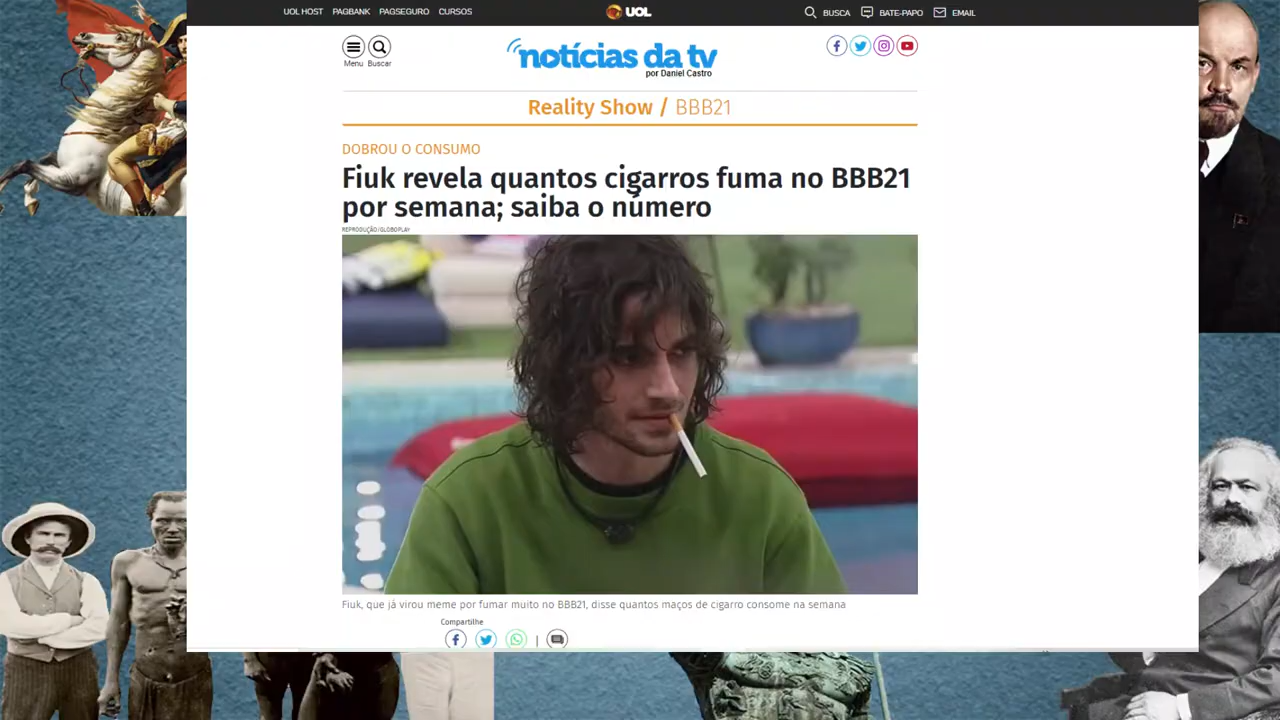 UOL HOST PAGBANK PAGSEGURO CURSOS UOL BUSCA BATE-PAPO EMAIL
Menu Buscar
notícias da tv
por Daniel Castro
Reality Show / BBB21
DOBROU O CONSUMO
Fiuk revela quantos cigarros fuma no BBB21
por semana; saiba o número
REPRODUÇÃO/GLOBOPLAY
Fiuk, que já virou meme por fumar muito no BBB21, disse quantos maços de cigarro consome na semana
Compartilhe